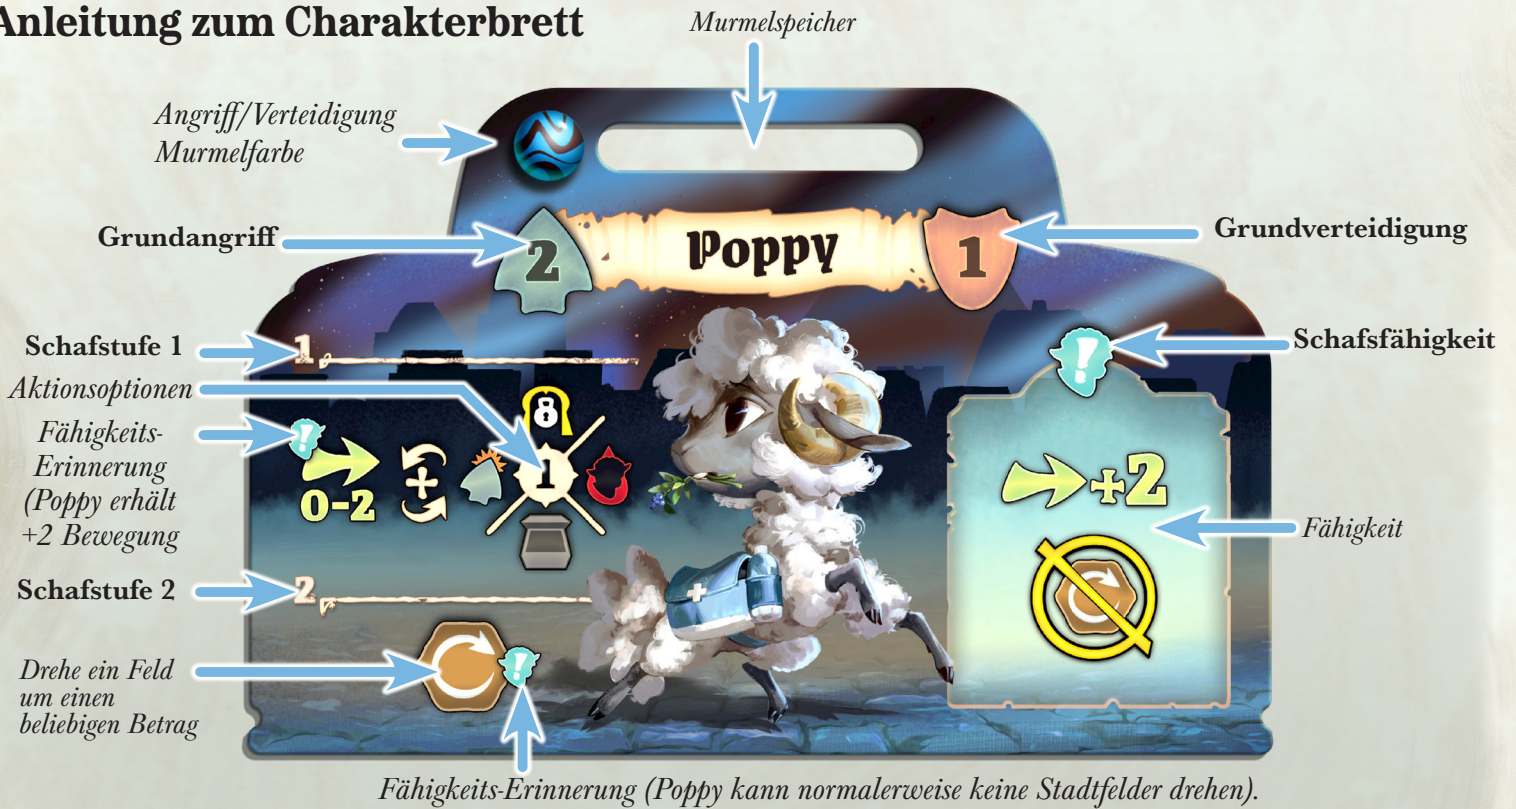 Anleitung zum Charakterbrett
Murmelspeicher
Angriff/Verteidigung
Murmelfarbe
Grundangriff
2
Poppy
1
Grundverteidigung
Schafstufe 1
1
Schafsfähigkeit
Aktionsoptionen
8
Fähigkeits-
Erinnerung
(Poppy erhält
+2 Bewegung
0-2
+
1
!
!
+2
Fähigkeit
Schafstufe 2
2
Drehe ein Feld
um einen
beliebigen Betrag
!
Fähigkeits-Erinnerung (Poppy kann normalerweise keine Stadtfelder drehen).